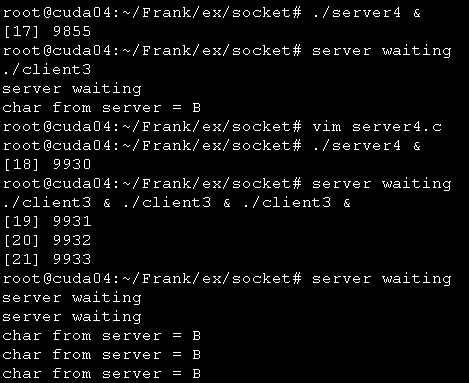 root@cuda04:~/Frank/ex/socket# ./server4 &
[17] 9855
root@cuda04:~/Frank/ex/socket# server waiting
./client3
server waiting
char from server = B
root@cuda04:~/Frank/ex/socket# vim server4.c
root@cuda04:~/Frank/ex/socket# ./server4 &
[18] 9930
root@cuda04:~/Frank/ex/socket# server waiting
./client3 & ./client3 & ./client3 &
[19] 9931
[20] 9932
[21] 9933
root@cuda04:~/Frank/ex/socket# server waiting
server waiting
server waiting
char from server = B
char from server = B
char from server = B